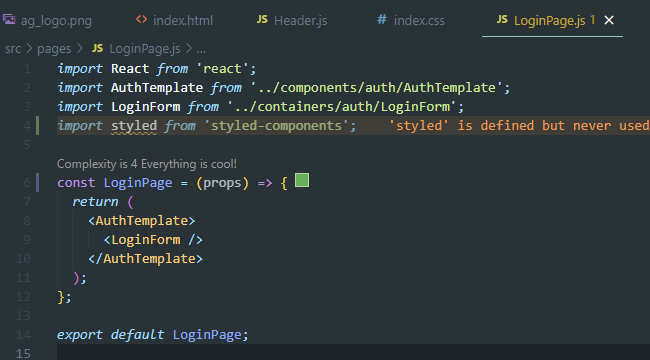 ag_logo.png <> index.html JS Header.js # index.css JS LoginPage.js 1 ×
src > pages > JS LoginPage.js > ...
1 import React from 'react';
2 import AuthTemplate from '../components/auth/AuthTemplate';
3 import LoginForm from '../containers/auth/LoginForm';
4 import styled from 'styled-components'; 'styled' is defined but never used
5
Complexity is 4 Everything is cool!
6 const LoginPage = (props) => {
7 return (
8 <AuthTemplate>
9 <LoginForm />
10 </AuthTemplate>
11 );
12 };
13
14 export default LoginPage;
15